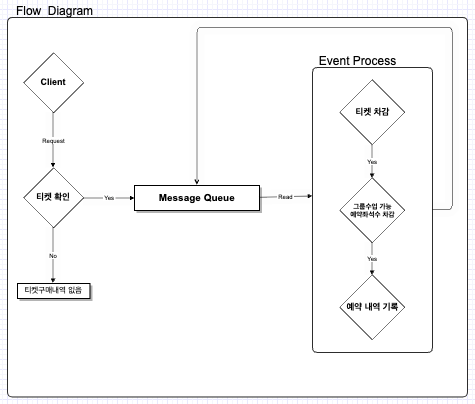 Flow Diagram
Event Process
Client
티켓 차감
Request
Yes
티켓 확인
Yes
Message Queue
Read
그룹수업 가능
예약좌석수 차감
No
Yes
티켓구매내역 없음
예약 내역 기록